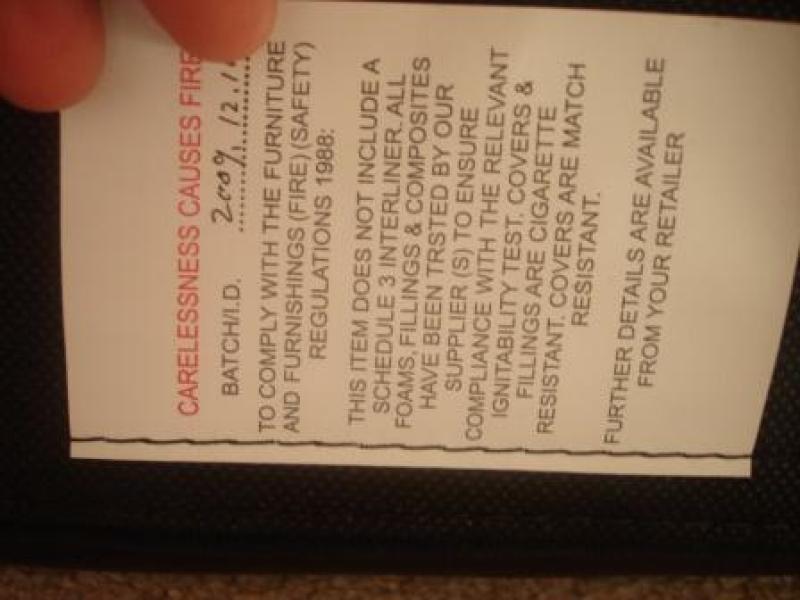 CARELESSNESS CAUSES FIRE
BATCH/I.D. 2009. 12.1
TO COMPLY WITH THE FURNITURE
AND FURNISHINGS (FIRE) (SAFETY)
REGULATIONS 1988:
THIS ITEM DOES NOT INCLUDE A
SCHEDULE 3 INTERLINER. ALL
FOAMS, FILLINGS & COMPOSITES
HAVE BEEN TRSTED BY OUR
SUPPLIER (S) TO ENSURE
COMPLIANCE WITH THE RELEVANT
IGNITABILITY TEST. COVERS &
FILLINGS ARE CIGARETTE
RESISTANT. COVERS ARE MATCH
RESISTANT.
FURTHER DETAILS ARE AVAILABLE
FROM YOUR RETAILER